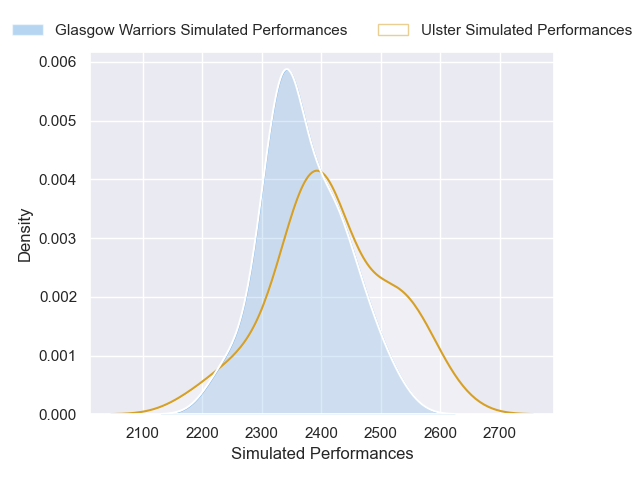 Glasgow Warriors Simulated Performances Ulster Simulated Performances
0.006
0.005
0.004
0.003
0.002
0.001
0.000
Density
2100 2200 2300 2400 2500 2600 2700
Simulated Performances